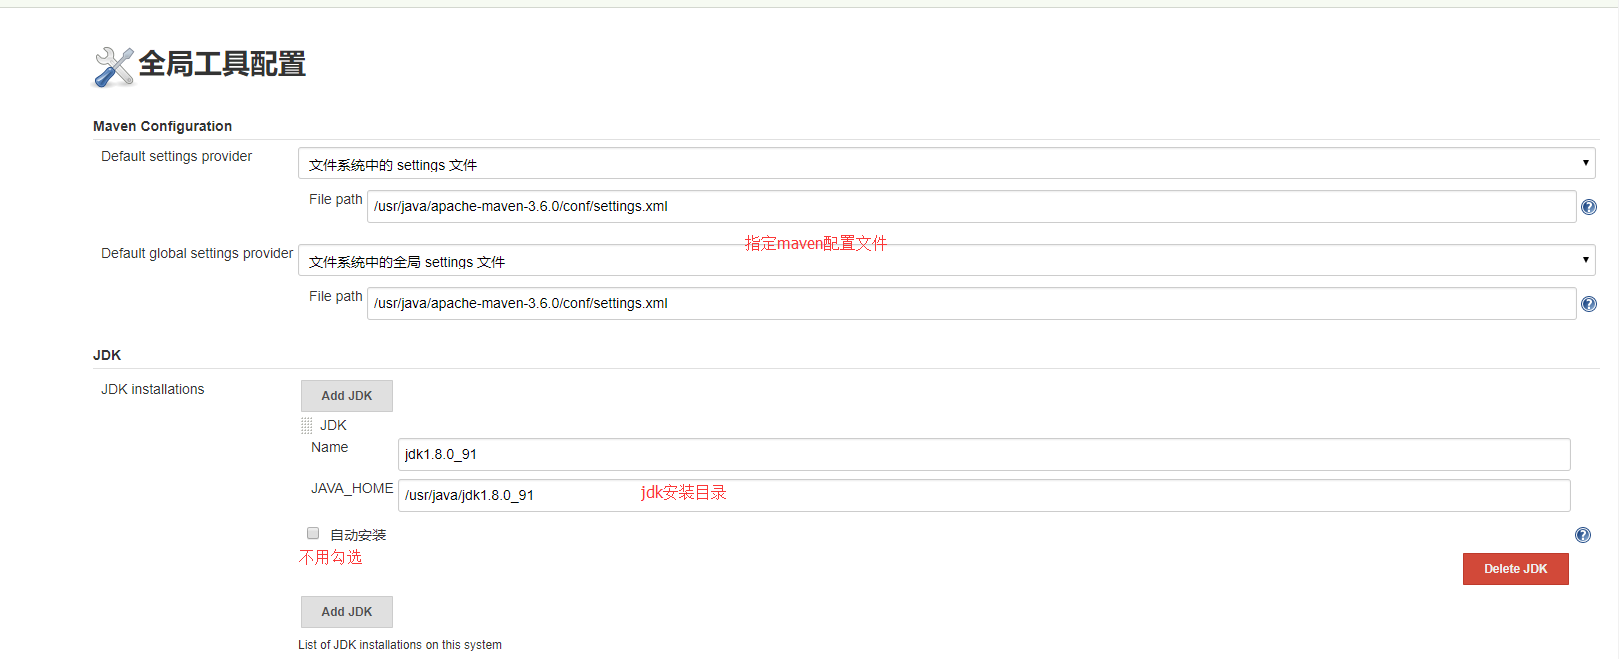 全局工具配置
Maven Configuration
Default settings provider
文件系统中的 settings 文件
File path
/usr/java/apache-maven-3.6.0/conf/settings.xml
指定maven配置文件
Default global settings provider
文件系统中的全局 settings 文件
File path
/usr/java/apache-maven-3.6.0/conf/settings.xml
JDK
JDK installations
Add JDK
JDK
Name
jdk1.8.0_91
JAVA_HOME
/usr/java/jdk1.8.0_91
jdk安装目录
自动安装
不用勾选
Delete JDK
Add JDK
List of JDK installations on this system